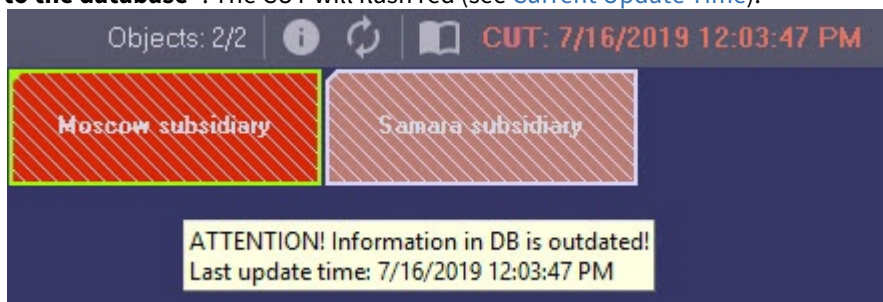 to the database". The CUT will flash red (see Current Update Time).
Objects: 2/2 CUT: 7/16/2019 12:03:47 PM
Moscow subsidiary Samara subsidiary
ATTENTION! Information in DB is outdated!
Last update time: 7/16/2019 12:03:47 PM